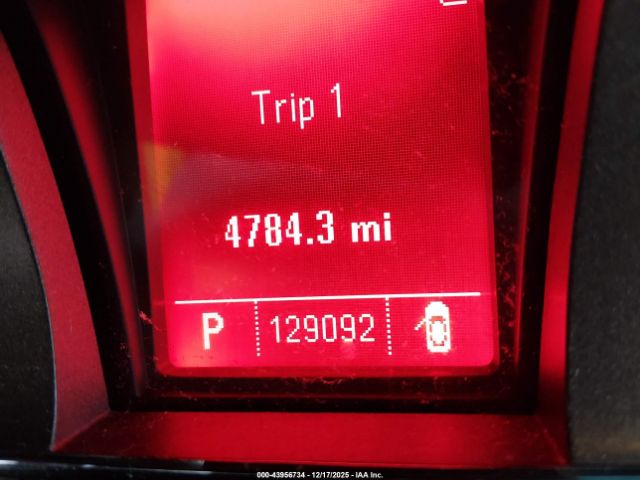 Trip 1
4784.3 mi
P 129092
000-43956734 - 12/17/2025 - IAA Inc.